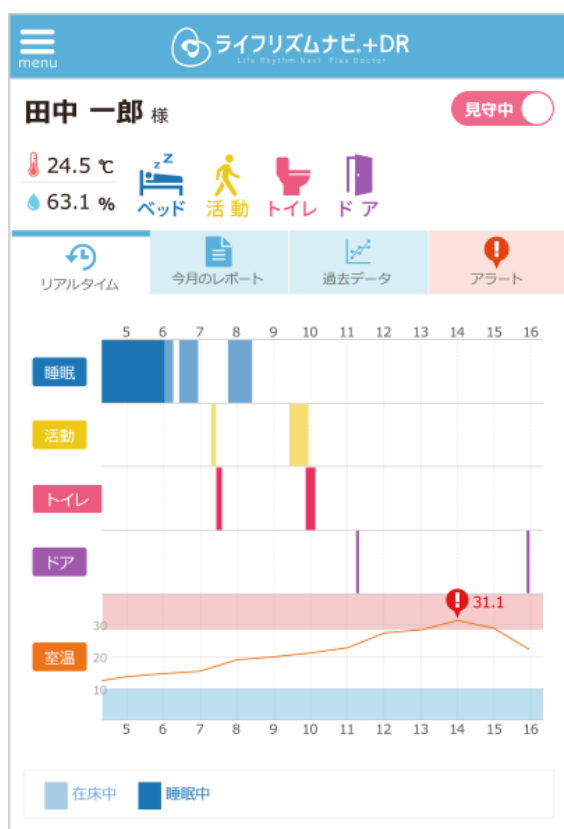 menu
ライフリズムナビ.+DR
Life Rhythm Navi Plus Doctor
田中 一郎 様
見守中
24.5 ℃
63.1 %
z z
ベッド 活動 トイレ ドア
リアルタイム 今月のレポート 過去データ アラート
5 6 7 8 9 10 11 12 13 14 15 16
睡眠
活動
トイレ
ドア
31.1
30
室温
20
10
5 6 7 8 9 10 11 12 13 14 15 16
在床中 睡眠中